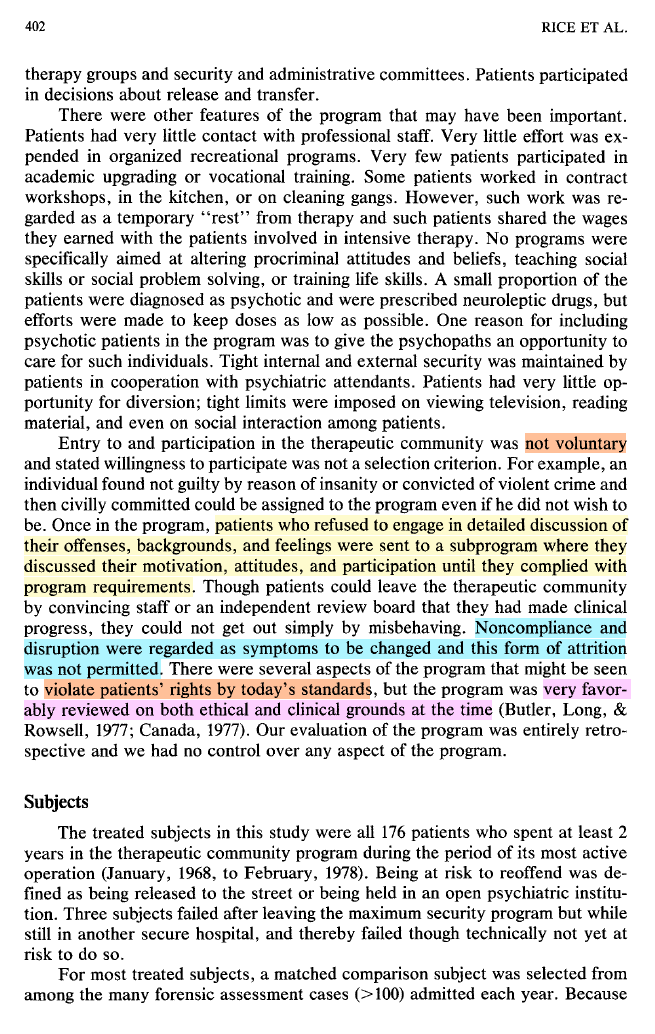 402
RICE ET AL.
therapy groups and security and administrative committees. Patients participated
in decisions about release and transfer.
There were other features of the program that may have been important.
Patients had very little contact with professional staff. Very little effort was ex-
pended in organized recreational programs. Very few patients participated in
academic upgrading or vocational training. Some patients worked in contract
workshops, in the kitchen, or on cleaning gangs. However, such work was re-
garded as a temporary “rest” from therapy and such patients shared the wages
they earned with the patients involved in intensive therapy. No programs were
specifically aimed at altering procriminal attitudes and beliefs, teaching social
skills or social problem solving, or training life skills. A small proportion of the
patients were diagnosed as psychotic and were prescribed neuroleptic drugs, but
efforts were made to keep doses as low as possible. One reason for including
psychotic patients in the program was to give the psychopaths an opportunity to
care for such individuals. Tight internal and external security was maintained by
patients in cooperation with psychiatric attendants. Patients had very little op-
portunity for diversion; tight limits were imposed on viewing television, reading
material, and even on social interaction among patients.
Entry to and participation in the therapeutic community was not voluntary
and stated willingness to participate was not a selection criterion. For example, an
individual found not guilty by reason of insanity or convicted of violent crime and
then civilly committed could be assigned to the program even if he did not wish to
be. Once in the program, patients who refused to engage in detailed discussion of
their offenses, backgrounds, and feelings were sent to a subprogram where they
discussed their motivation, attitudes, and participation until they complied with
program requirements. Though patients could leave the therapeutic community
by convincing staff or an independent review board that they had made clinical
progress, they could not get out simply by misbehaving. Noncompliance and
disruption were regarded as symptoms to be changed and this form of attrition
was not permitted. There were several aspects of the program that might be seen
to violate patients’ rights by today’s standards, but the program was very favor-
ably reviewed on both ethical and clinical grounds at the time (Butler, Long, &
Rowsell, 1977; Canada, 1977). Our evaluation of the program was entirely retro-
spective and we had no control over any aspect of the program.
Subjects
The treated subjects in this study were all 176 patients who spent at least 2
years in the therapeutic community program during the period of its most active
operation (January, 1968, to February, 1978). Being at risk to reoffend was de-
fined as being released to the street or being held in an open psychiatric institu-
tion. Three subjects failed after leaving the maximum security program but while
still in another secure hospital, and thereby failed though technically not yet at
risk to do so.
For most treated subjects, a matched comparison subject was selected from
among the many forensic assessment cases (>100) admitted each year. Because